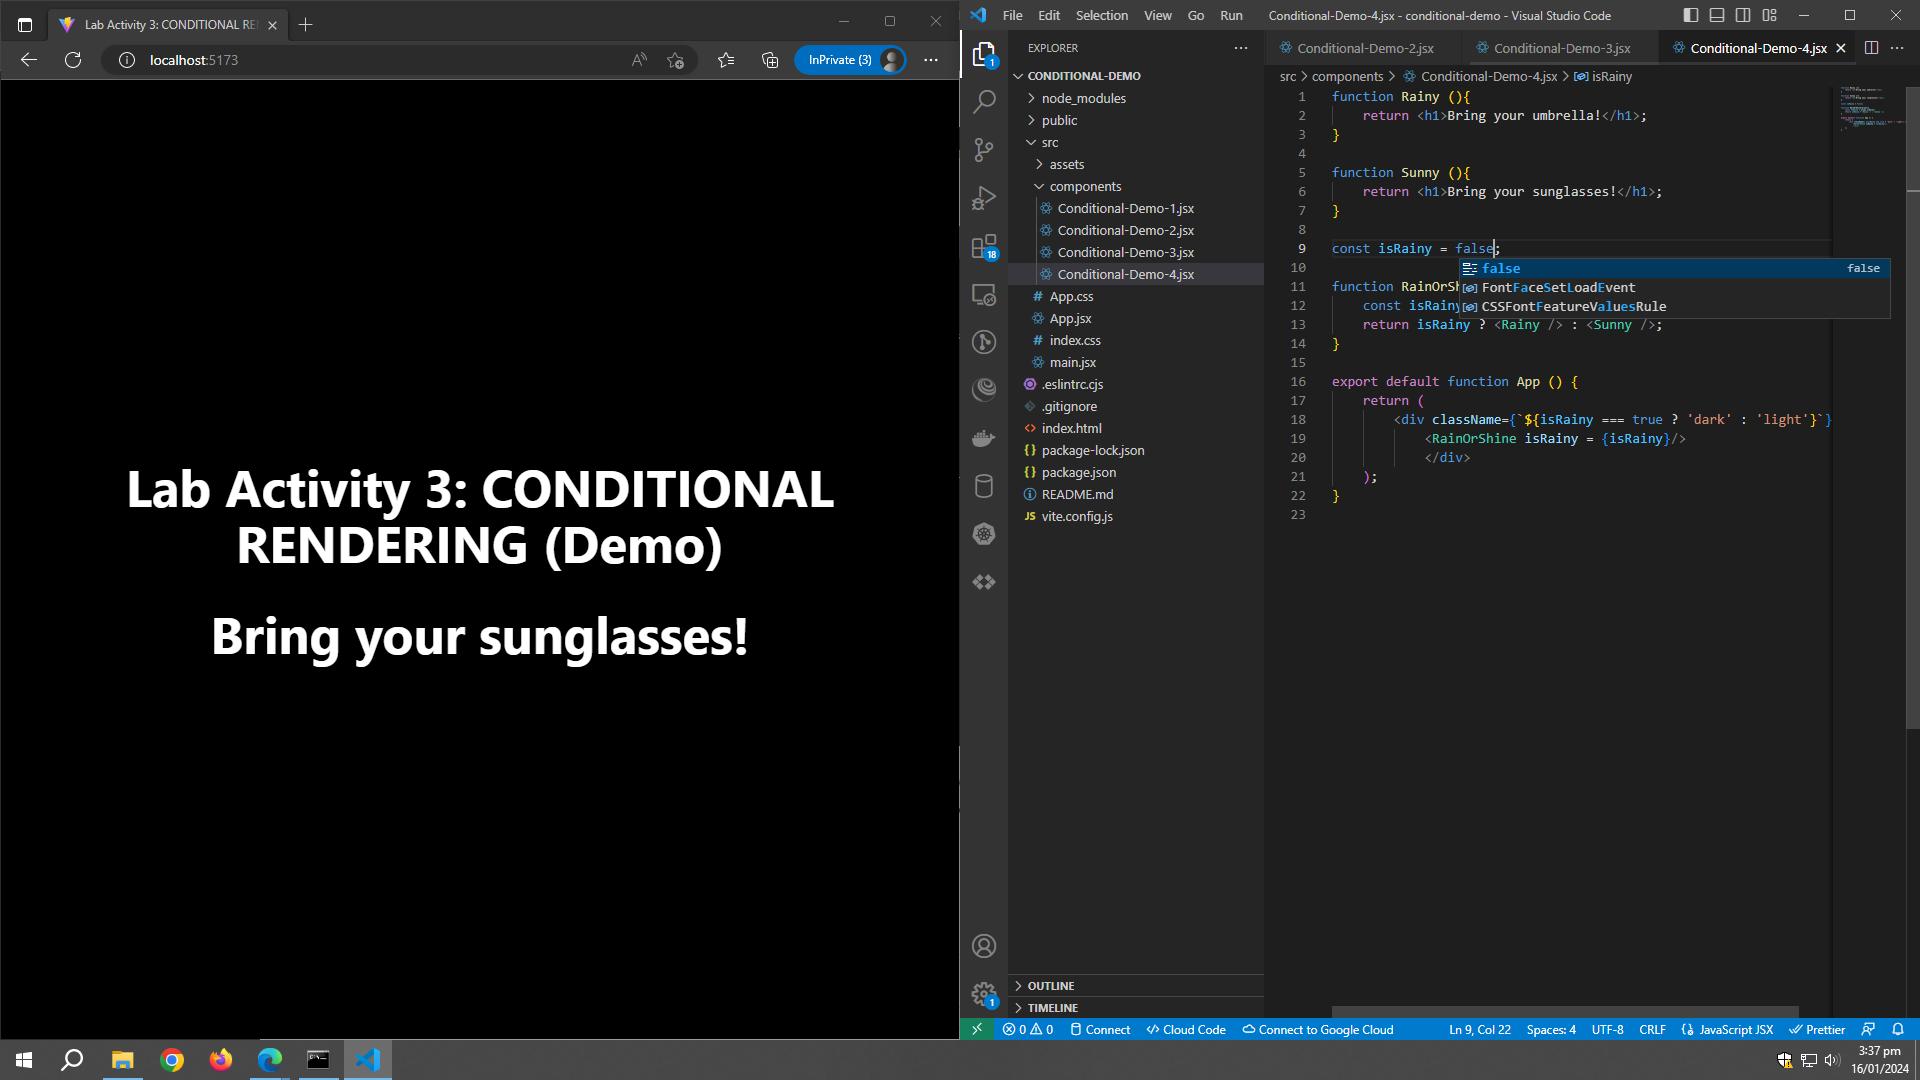 Lab Activity 3: CONDITIONAL RE
localhost:5173
InPrivate (3)
Lab Activity 3: CONDITIONAL
RENDERING (Demo)
Bring your sunglasses!
File Edit Selection View Go Run
Conditional-Demo-4.jsx - conditional-demo - Visual Studio Code
EXPLORER
CONDITIONAL-DEMO
node_modules
public
src
assets
components
Conditional-Demo-1.jsx
Conditional-Demo-2.jsx
Conditional-Demo-3.jsx
Conditional-Demo-4.jsx
# App.css
App.jsx
# index.css
main.jsx
.eslintrc.cjs
.gitignore
<> index.html
{} package-lock.json
{} package.json
README.md
JS vite.config.js
OUTLINE
TIMELINE
1
18
1
Conditional-Demo-2.jsx Conditional-Demo-3.jsx Conditional-Demo-4.jsx
src > components > Conditional-Demo-4.jsx > isRainy
1 function Rainy (){
2 return <h1>Bring your umbrella!</h1>;
3 }
4
5 function Sunny (){
6 return <h1>Bring your sunglasses!</h1>;
7 }
8
9 const isRainy = false;
10
false false
FontFaceSetLoadEvent
CSSFontFeatureValuesRule
11 function RainOrSh
12 const isRainy
13 return isRainy ? <Rainy /> : <Sunny />;
14 }
15
16 export default function App () {
17 return (
18 <div className={`${isRainy === true ? 'dark' : 'light'}`}
19 <RainOrShine isRainy = {isRainy}/>
20 </div>
21 );
22 }
23
0 0 Connect Cloud Code Connect to Google Cloud Ln 9, Col 22 Spaces: 4 UTF-8 CRLF JavaScript JSX Prettier
3:37 pm
16/01/2024